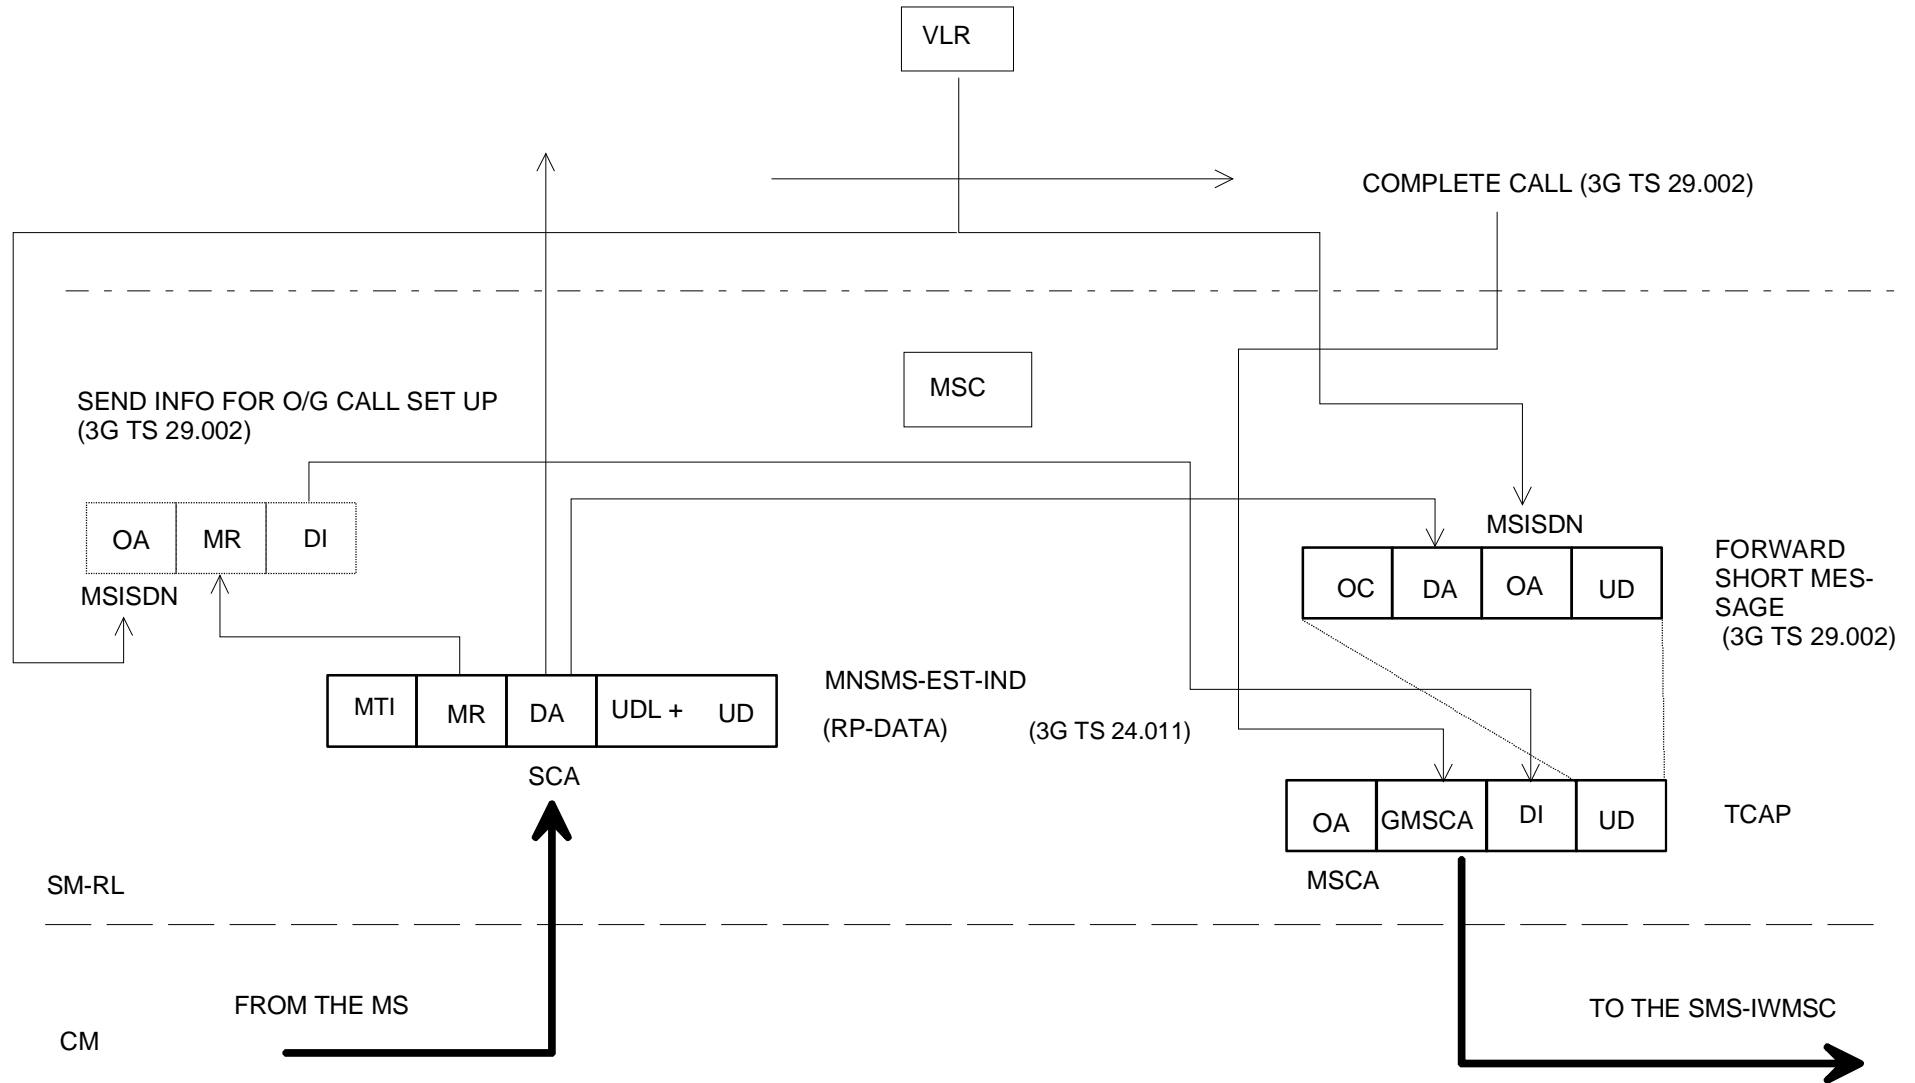 VLR
COMPLETE CALL (3G TS 29.002)
MSC
SEND INFO FOR O/G CALL SET UP
(3G TS 29.002)
OA MR DI
MSISDN
MSISDN
OC DA OA UD
FORWARD
SHORT MES-
SAGE
(3G TS 29.002)
MTI MR DA UDL + UD
MNSMS-EST-IND
(RP-DATA) (3G TS 24.011)
SCA
OA GMSCA DI UD
TCAP
MSCA
SM-RL
FROM THE MS
TO THE SMS-IWMSC
CM